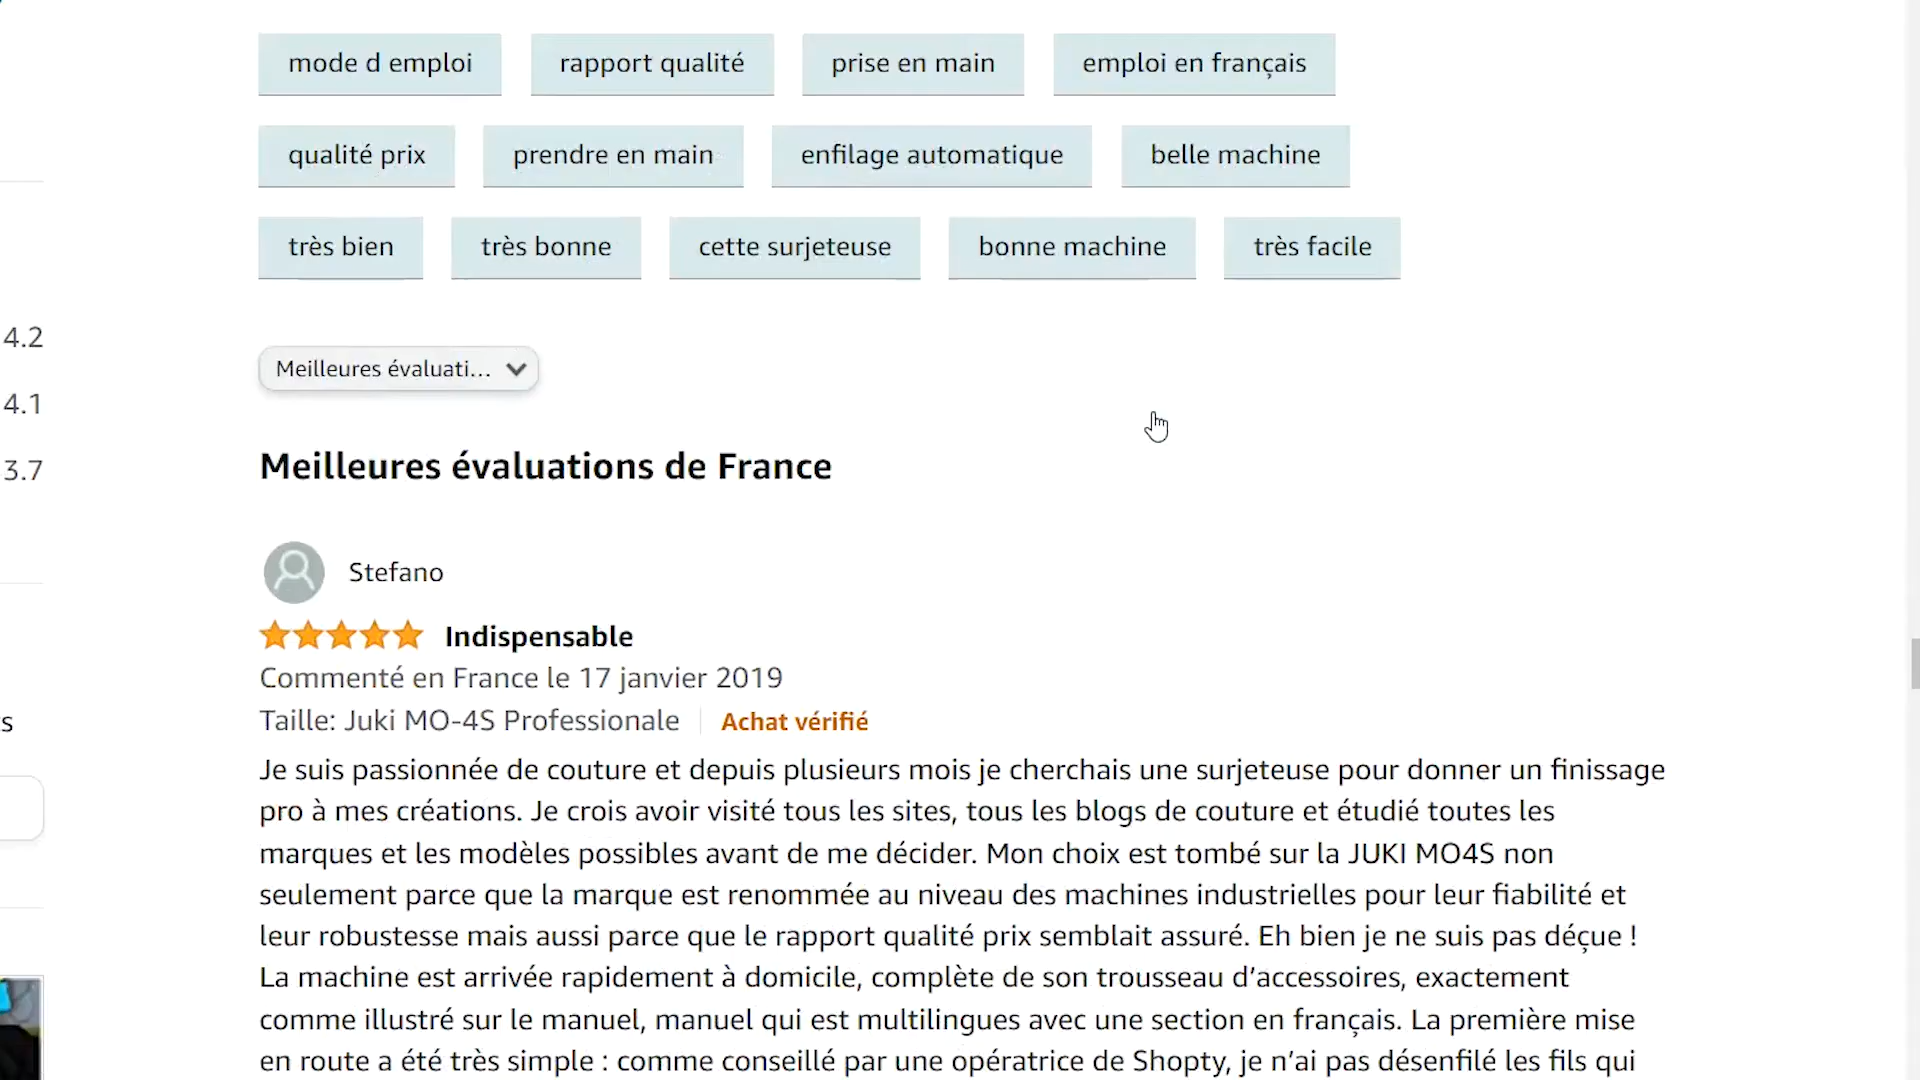 mode d emploi
rapport qualité
prise en main
emploi en français
qualité prix
prendre en main
enfilage automatique
belle machine
très bien
très bonne
cette surjeteuse
bonne machine
très facile
4.2
4.1
3.7
s
Meilleures évaluati...
Meilleures évaluations de France
Stefano
Indispensable
Commenté en France le 17 janvier 2019
Taille: Juki MO-4S Professionale
Achat vérifié
Je suis passionnée de couture et depuis plusieurs mois je cherchais une surjeteuse pour donner un finissage
pro à mes créations. Je crois avoir visité tous les sites, tous les blogs de couture et étudié toutes les
marques et les modèles possibles avant de me décider. Mon choix est tombé sur la JUKI MO4S non
seulement parce que la marque est renommée au niveau des machines industrielles pour leur fiabilité et
leur robustesse mais aussi parce que le rapport qualité prix semblait assuré. Eh bien je ne suis pas déçue !
La machine est arrivée rapidement à domicile, complète de son trousseau d’accessoires, exactement
comme illustré sur le manuel, manuel qui est multilingues avec une section en français. La première mise
en route a été très simple : comme conseillé par une opératrice de Shopty, je n’ai pas désenfilé les fils qui